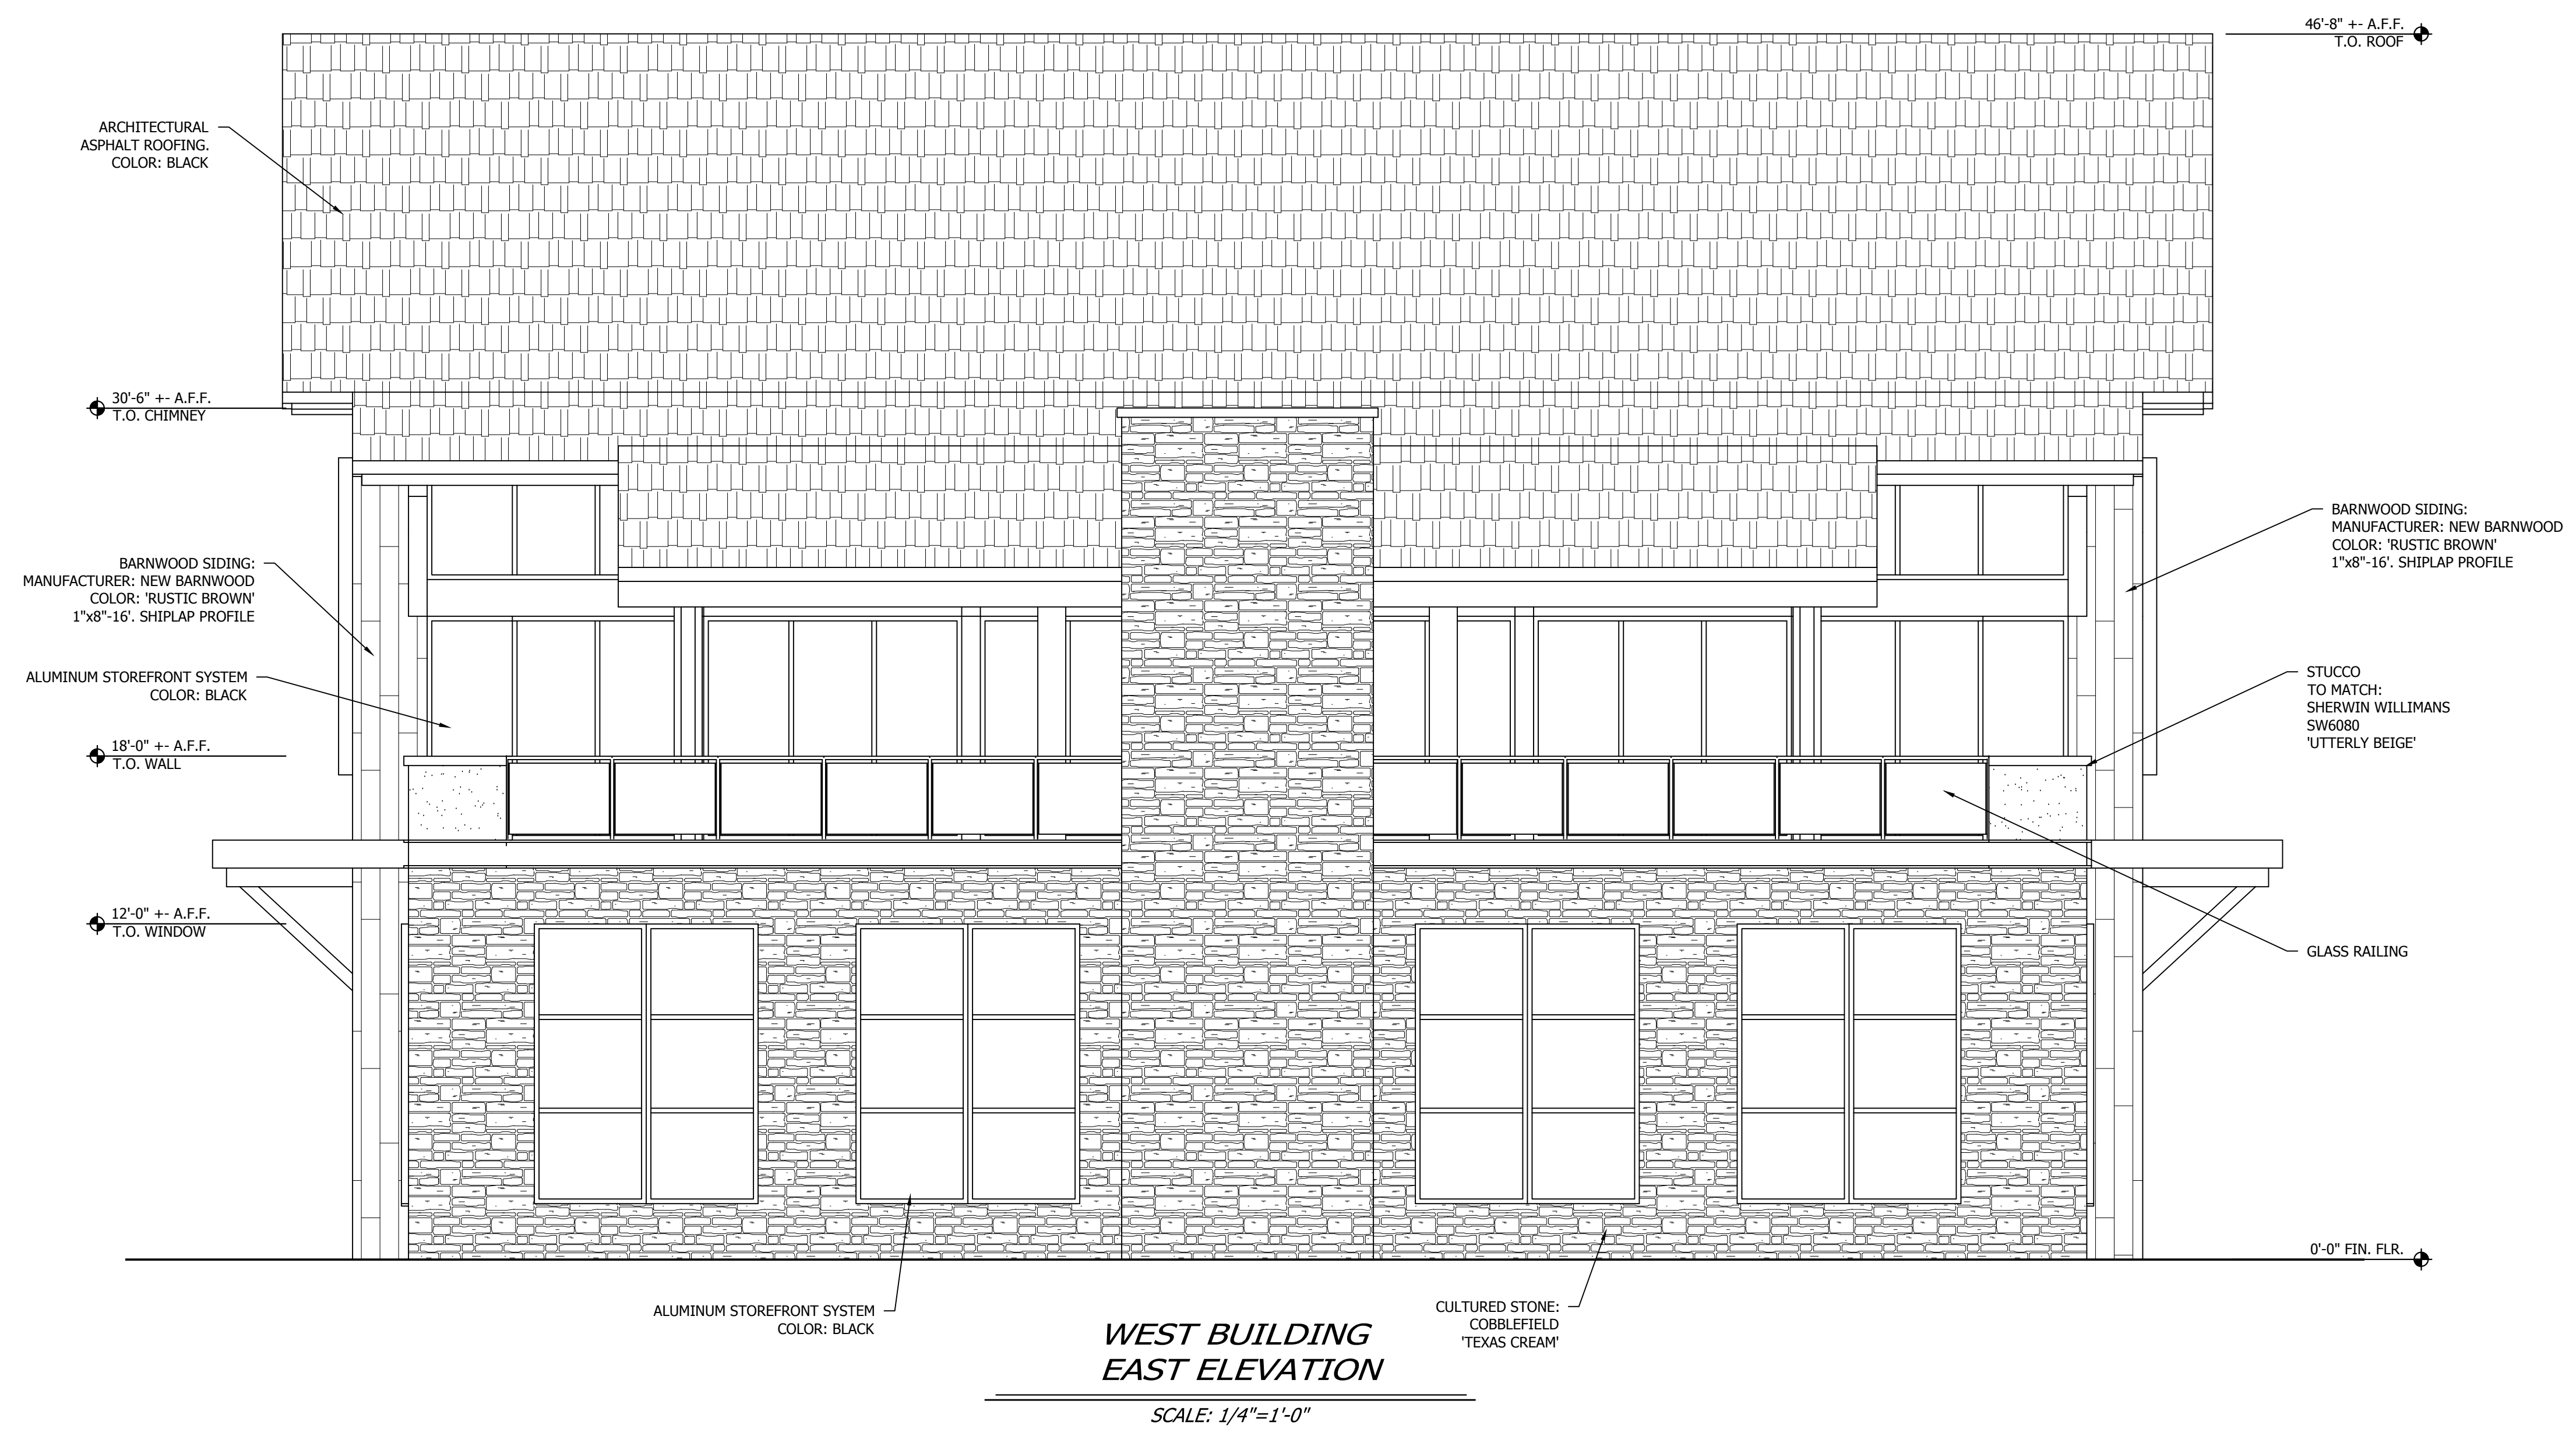 46'-8" +- A.F.F.
T.O. ROOF
ARCHITECTURAL
ASPHALT ROOFING.
COLOR: BLACK
30'-6" +- A.F.F.
T.O. CHIMNEY
BARNWOOD SIDING:
MANUFACTURER: NEW BARNWOOD
COLOR: 'RUSTIC BROWN'
1"x8"-16'. SHIPLAP PROFILE
BARNWOOD SIDING:
MANUFACTURER: NEW BARNWOOD
COLOR: 'RUSTIC BROWN'
1"x8"-16'. SHIPLAP PROFILE
ALUMINUM STOREFRONT SYSTEM
COLOR: BLACK
STUCCO
TO MATCH:
SHERWIN WILLIMANS
SW6080
'UTTERLY BEIGE'
18'-0" +- A.F.F.
T.O. WALL
12'-0" +- A.F.F.
T.O. WINDOW
GLASS RAILING
0'-0" FIN. FLR.
ALUMINUM STOREFRONT SYSTEM
COLOR: BLACK
CULTURED STONE:
COBBLEFIELD
'TEXAS CREAM'
WEST BUILDING
EAST ELEVATION
SCALE: 1/4"=1'-0"